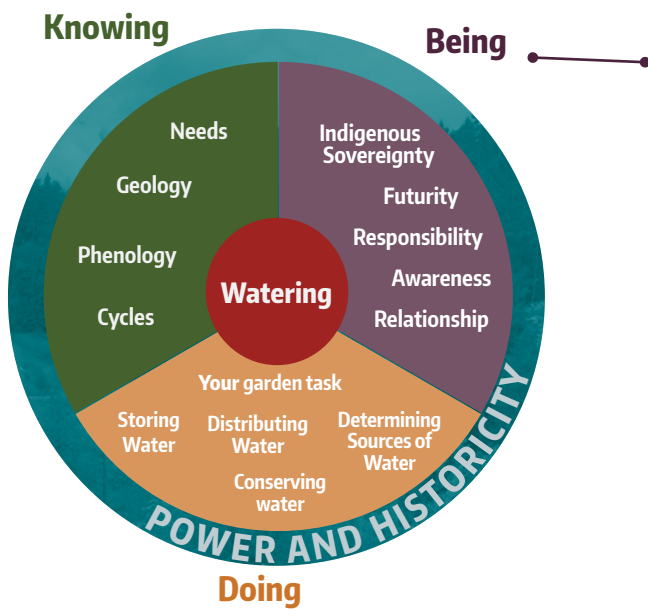 Knowing
Being
Needs
Geology
Phenology
Cycles
Indigenous
Sovereignty
Futurity
Responsibility
Awareness
Relationship
Watering
Your garden task
Storing
Water
Distributing
Water
Determining
Sources of
Water
Conserving
water
POWER AND HISTORICITY
Doing